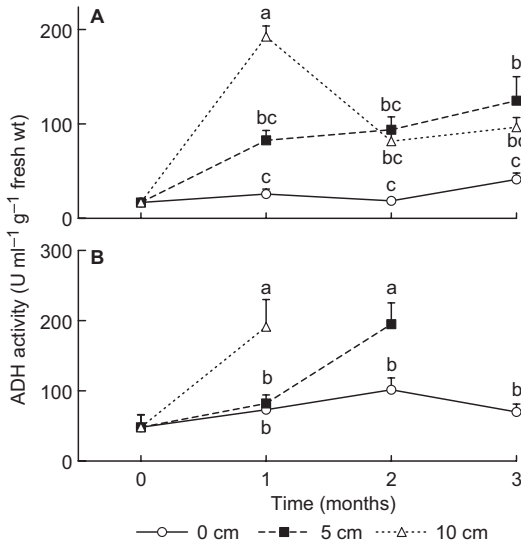 A
ADH activity (U ml⁻¹ g⁻¹ fresh wt)
200
100
0
a
bc
bc
b
bc
bc
c
c
c
B
300
200
100
0
a
a
b
b
b
b
0 1 2 3
Time (months)
0 cm 5 cm 10 cm